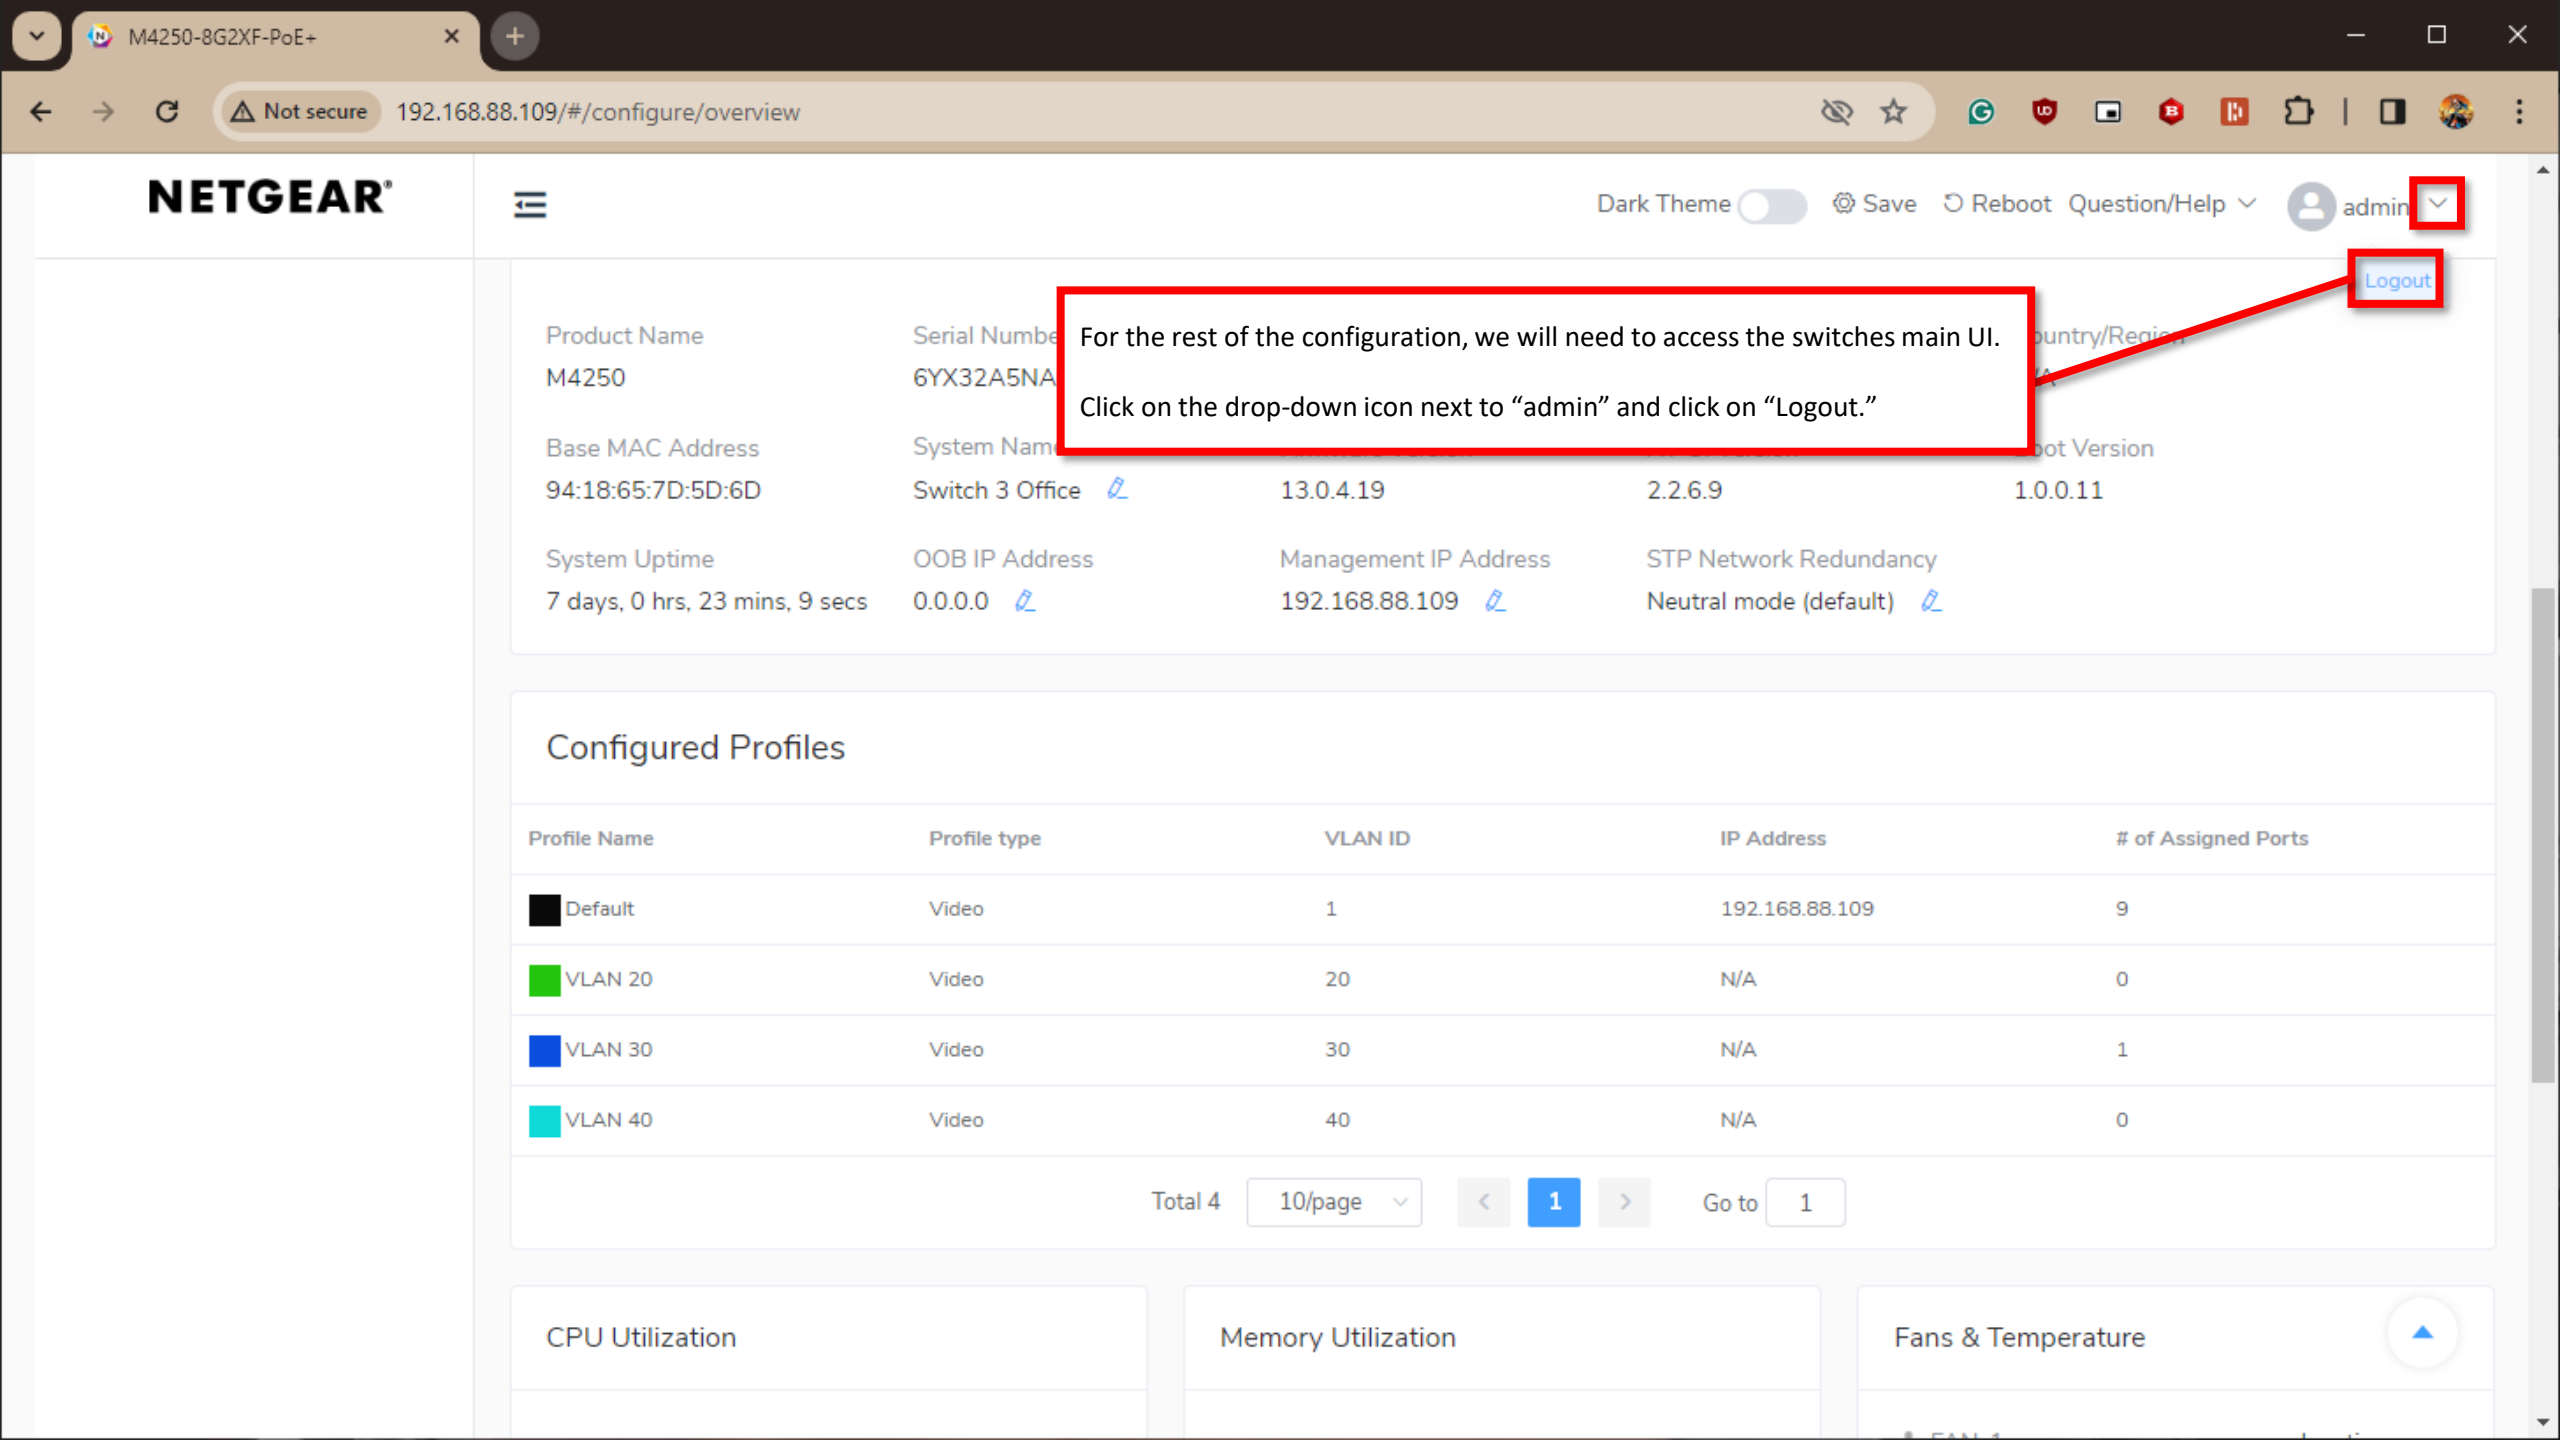 M4250-8G2XF-PoE+
Not secure 192.168.88.109/#/configure/overview
NETGEAR®
Dark Theme Save Reboot Question/Help admin
Logout
For the rest of the configuration, we will need to access the switches main UI.
Click on the drop-down icon next to “admin” and click on “Logout.”
Product Name Serial Numbe ountry/Region
M4250 6YX32A5NA
Base MAC Address System Name oot Version
94:18:65:7D:5D:6D Switch 3 Office 13.0.4.19 2.2.6.9 1.0.0.11
System Uptime OOB IP Address Management IP Address STP Network Redundancy
7 days, 0 hrs, 23 mins, 9 secs 0.0.0.0 192.168.88.109 Neutral mode (default)
Configured Profiles
Profile Name Profile type VLAN ID IP Address # of Assigned Ports
Default Video 1 192.168.88.109 9
VLAN 20 Video 20 N/A 0
VLAN 30 Video 30 N/A 1
VLAN 40 Video 40 N/A 0
Total 4 10/page 1 Go to 1
CPU Utilization Memory Utilization Fans & Temperature